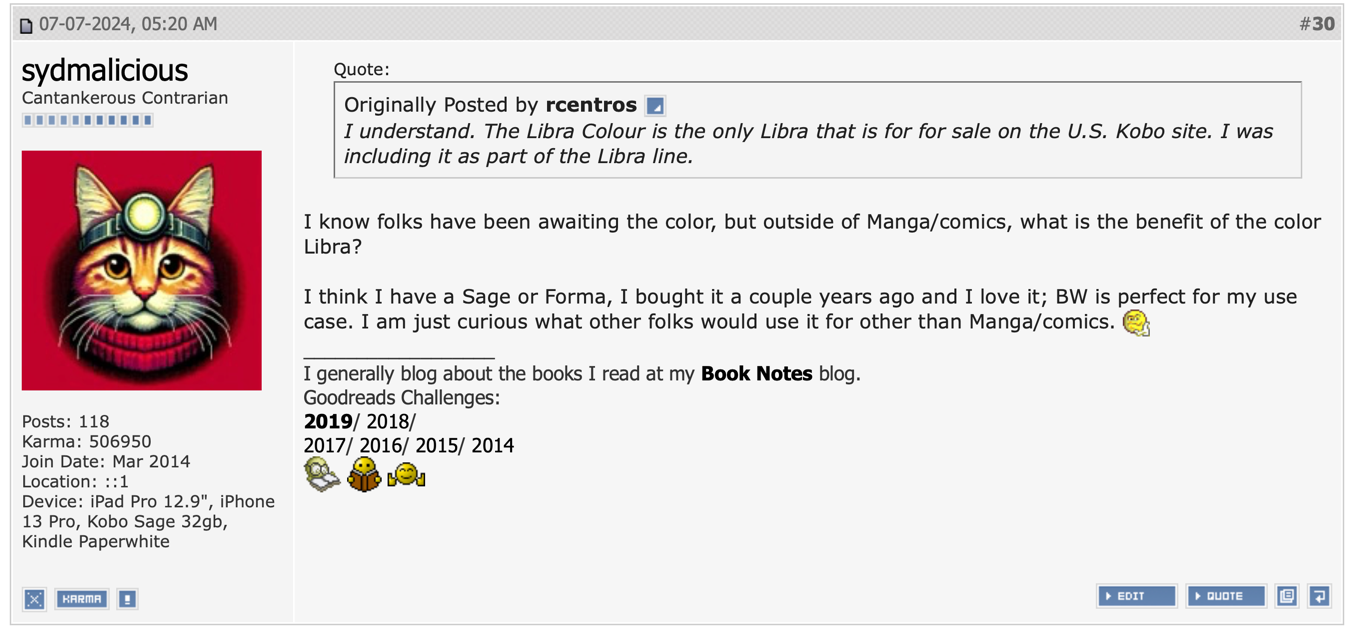 07-07-2024, 05:20 AM
#30
sydmalicious
Cantankerous Contrarian
Posts: 118
Karma: 506950
Join Date: Mar 2014
Location: ::1
Device: iPad Pro 12.9", iPhone
13 Pro, Kobo Sage 32gb,
Kindle Paperwhite
KARMA
Quote:
Originally Posted by rcentros
I understand. The Libra Colour is the only Libra that is for for sale on the U.S. Kobo site. I was
including it as part of the Libra line.
I know folks have been awaiting the color, but outside of Manga/comics, what is the benefit of the color
Libra?
I think I have a Sage or Forma, I bought it a couple years ago and I love it; BW is perfect for my use
case. I am just curious what other folks would use it for other than Manga/comics.
I generally blog about the books I read at my Book Notes blog.
Goodreads Challenges:
2019/ 2018/
2017/ 2016/ 2015/ 2014
EDIT
QUOTE